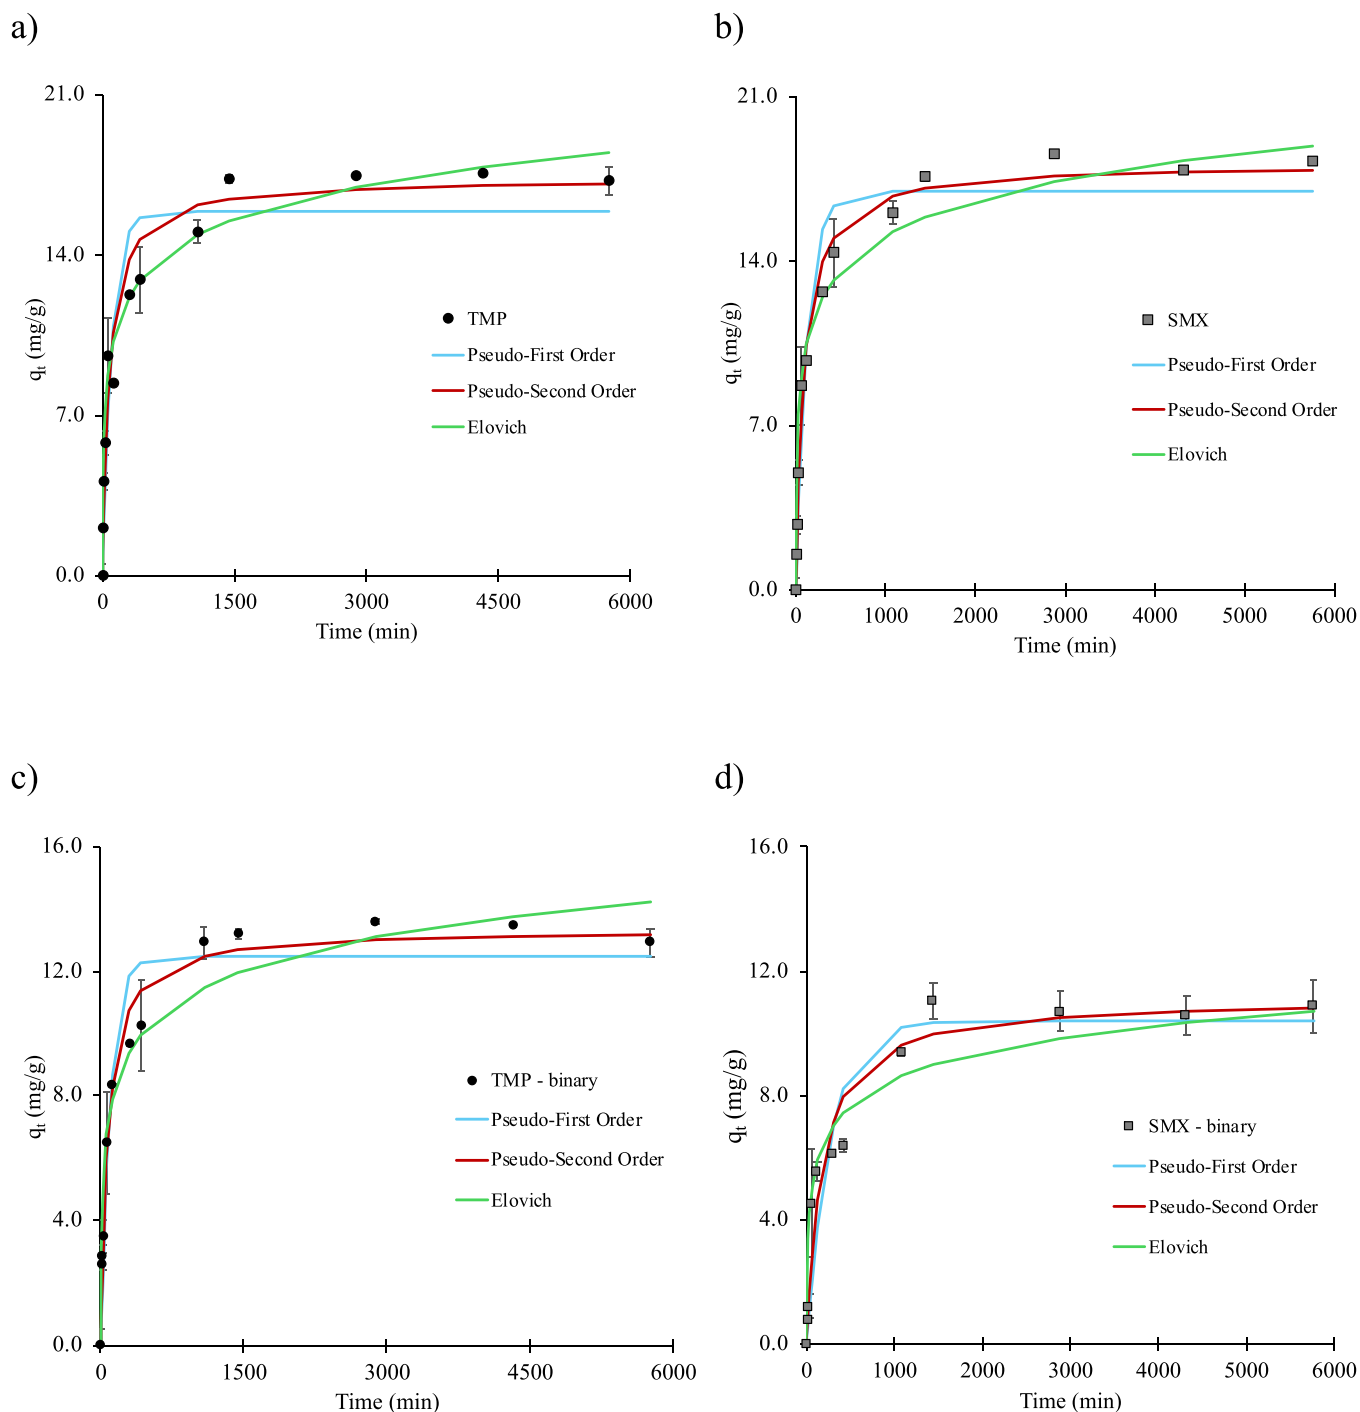 a)
21.0
14.0
7.0
0.0
qt (mg/g)
TMP
Pseudo-First Order
Pseudo-Second Order
Elovich
0 1500 3000 4500 6000
Time (min)
b)
21.0
14.0
7.0
0.0
qt (mg/g)
SMX
Pseudo-First Order
Pseudo-Second Order
Elovich
0 1000 2000 3000 4000 5000 6000
Time (min)
c)
16.0
12.0
8.0
4.0
0.0
qt (mg/g)
TMP - binary
Pseudo-First Order
Pseudo-Second Order
Elovich
0 1500 3000 4500 6000
Time (min)
d)
16.0
12.0
8.0
4.0
0.0
qt (mg/g)
SMX - binary
Pseudo-First Order
Pseudo-Second Order
Elovich
0 1000 2000 3000 4000 5000 6000
Time (min)